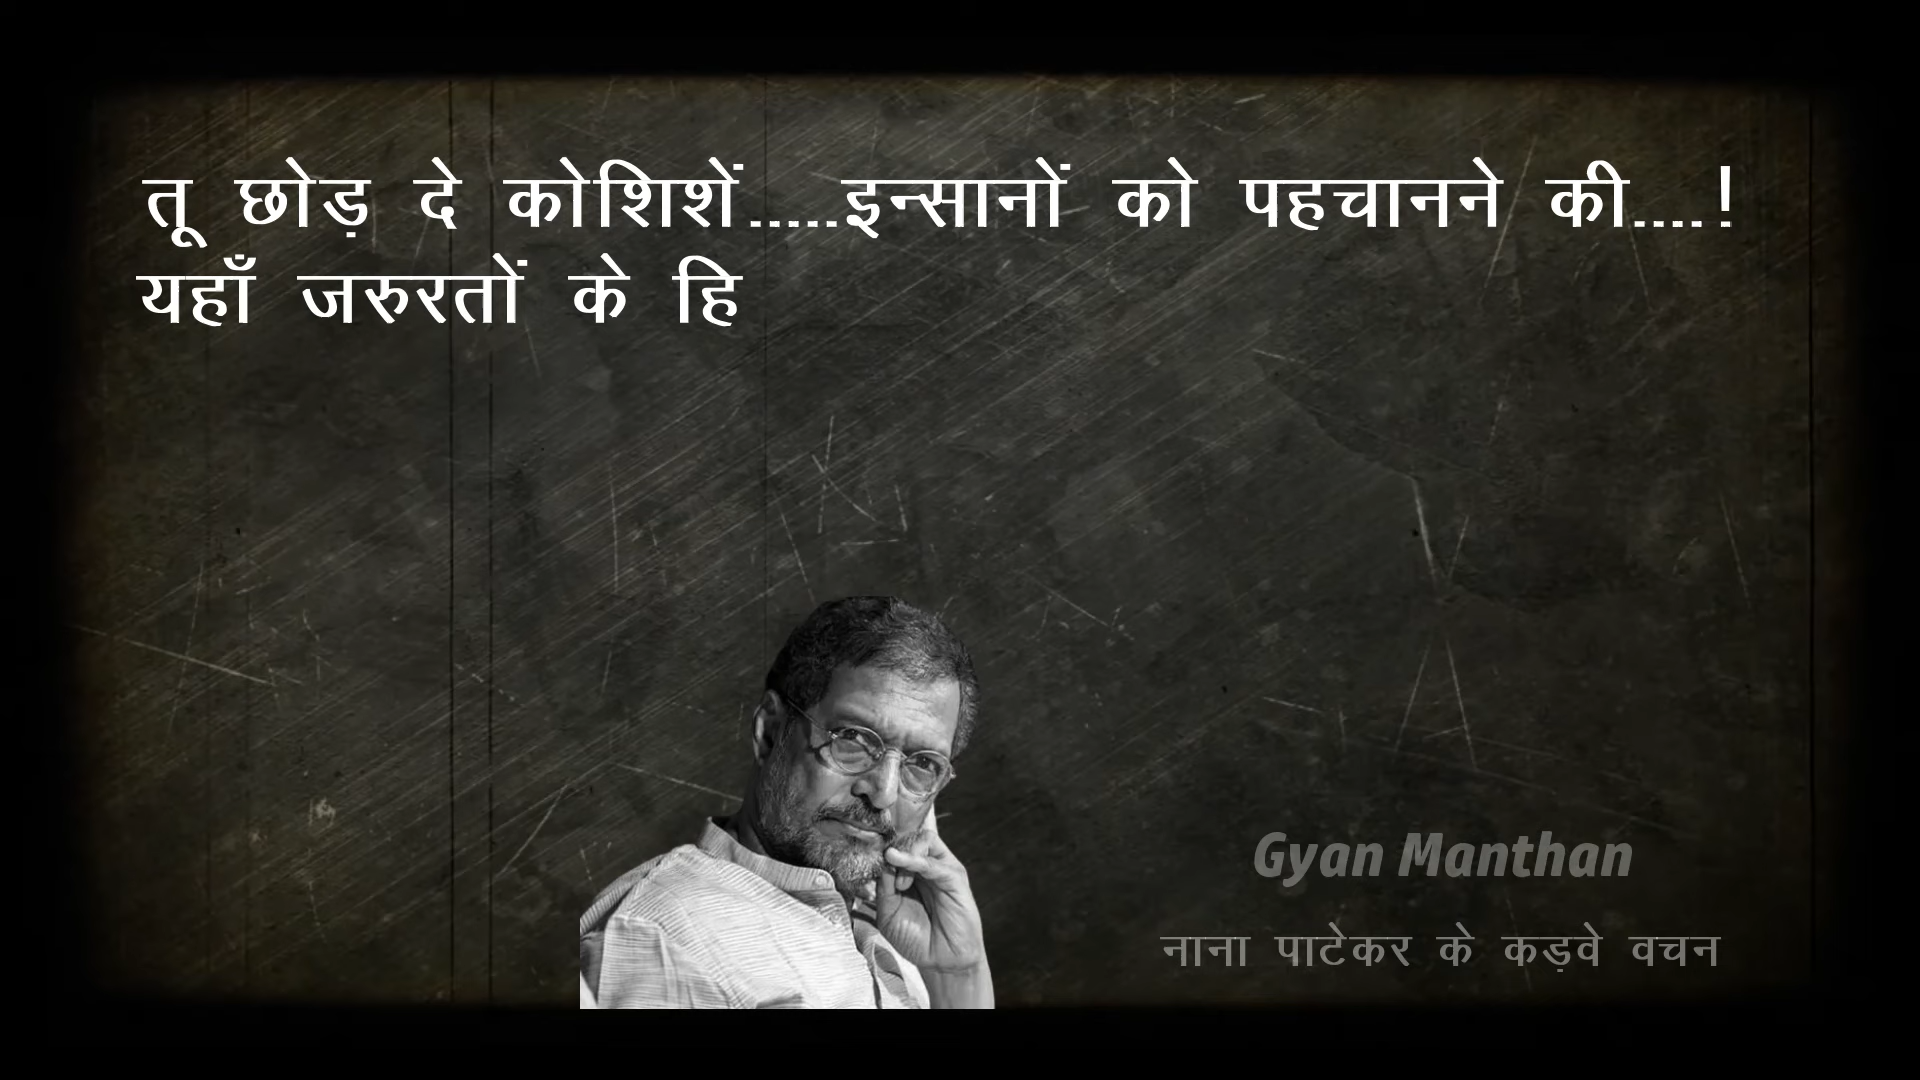 तू छोड़ दे कोशिशें.....इन्सानों को पहचानने की....!
यहाँ जरुरतों के हि
Gyan Manthan
नाना पाटेकर के कड़वे वचन